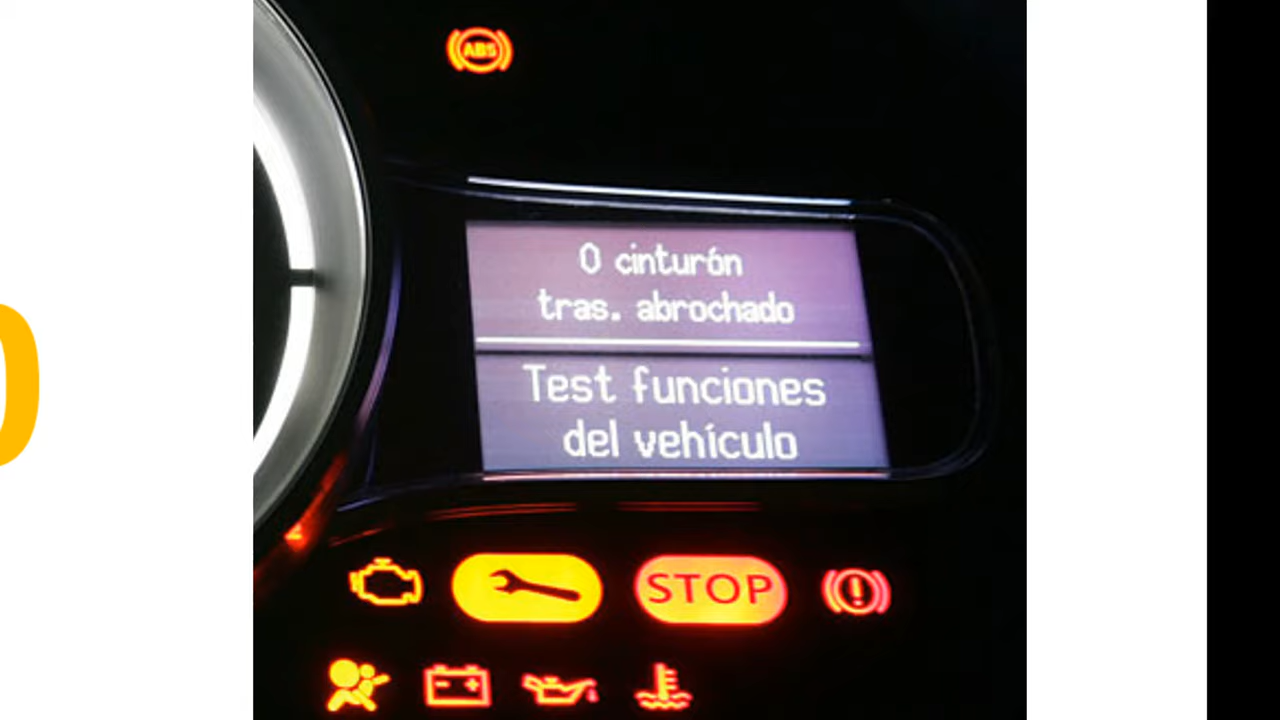 ABS
0 cinturón
tras. abrochado
Test funciones
del vehículo
STOP